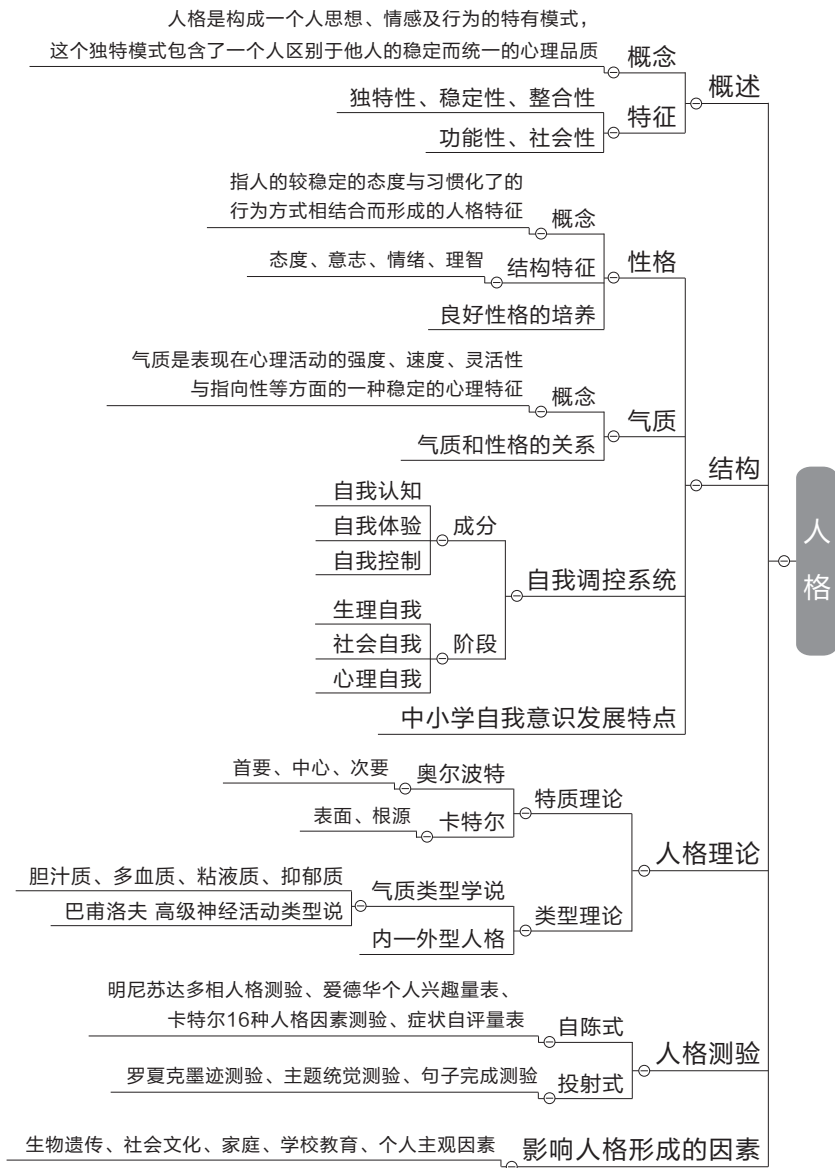 人格是构成一个人思想、情感及行为的特有模式，
这个独特模式包含了一个人区别于他人的稳定而统一的心理品质
概念
概述
独特性、稳定性、整合性
特征
功能性、社会性
指人的较稳定的态度与习惯化了的
行为方式相结合而形成的人格特征
概念
态度、意志、情绪、理智
结构特征
性格
良好性格的培养
气质是表现在心理活动的强度、速度、灵活性
与指向性等方面的一种稳定的心理特征
概念
气质
气质和性格的关系
结构
自我认知
自我体验
成分
自我控制
自我调控系统
生理自我
社会自我
阶段
心理自我
中小学自我意识发展特点
人格
首要、中心、次要
奥尔波特
特质理论
表面、根源
卡特尔
人格理论
胆汁质、多血质、粘液质、抑郁质
气质类型学说
巴甫洛夫 高级神经活动类型说
类型理论
内—外型人格
明尼苏达多相人格测验、爱德华个人兴趣量表、
卡特尔16种人格因素测验、症状自评量表
自陈式
人格测验
罗夏克墨迹测验、主题统觉测验、句子完成测验
投射式
生物遗传、社会文化、家庭、学校教育、个人主观因素
影响人格形成的因素